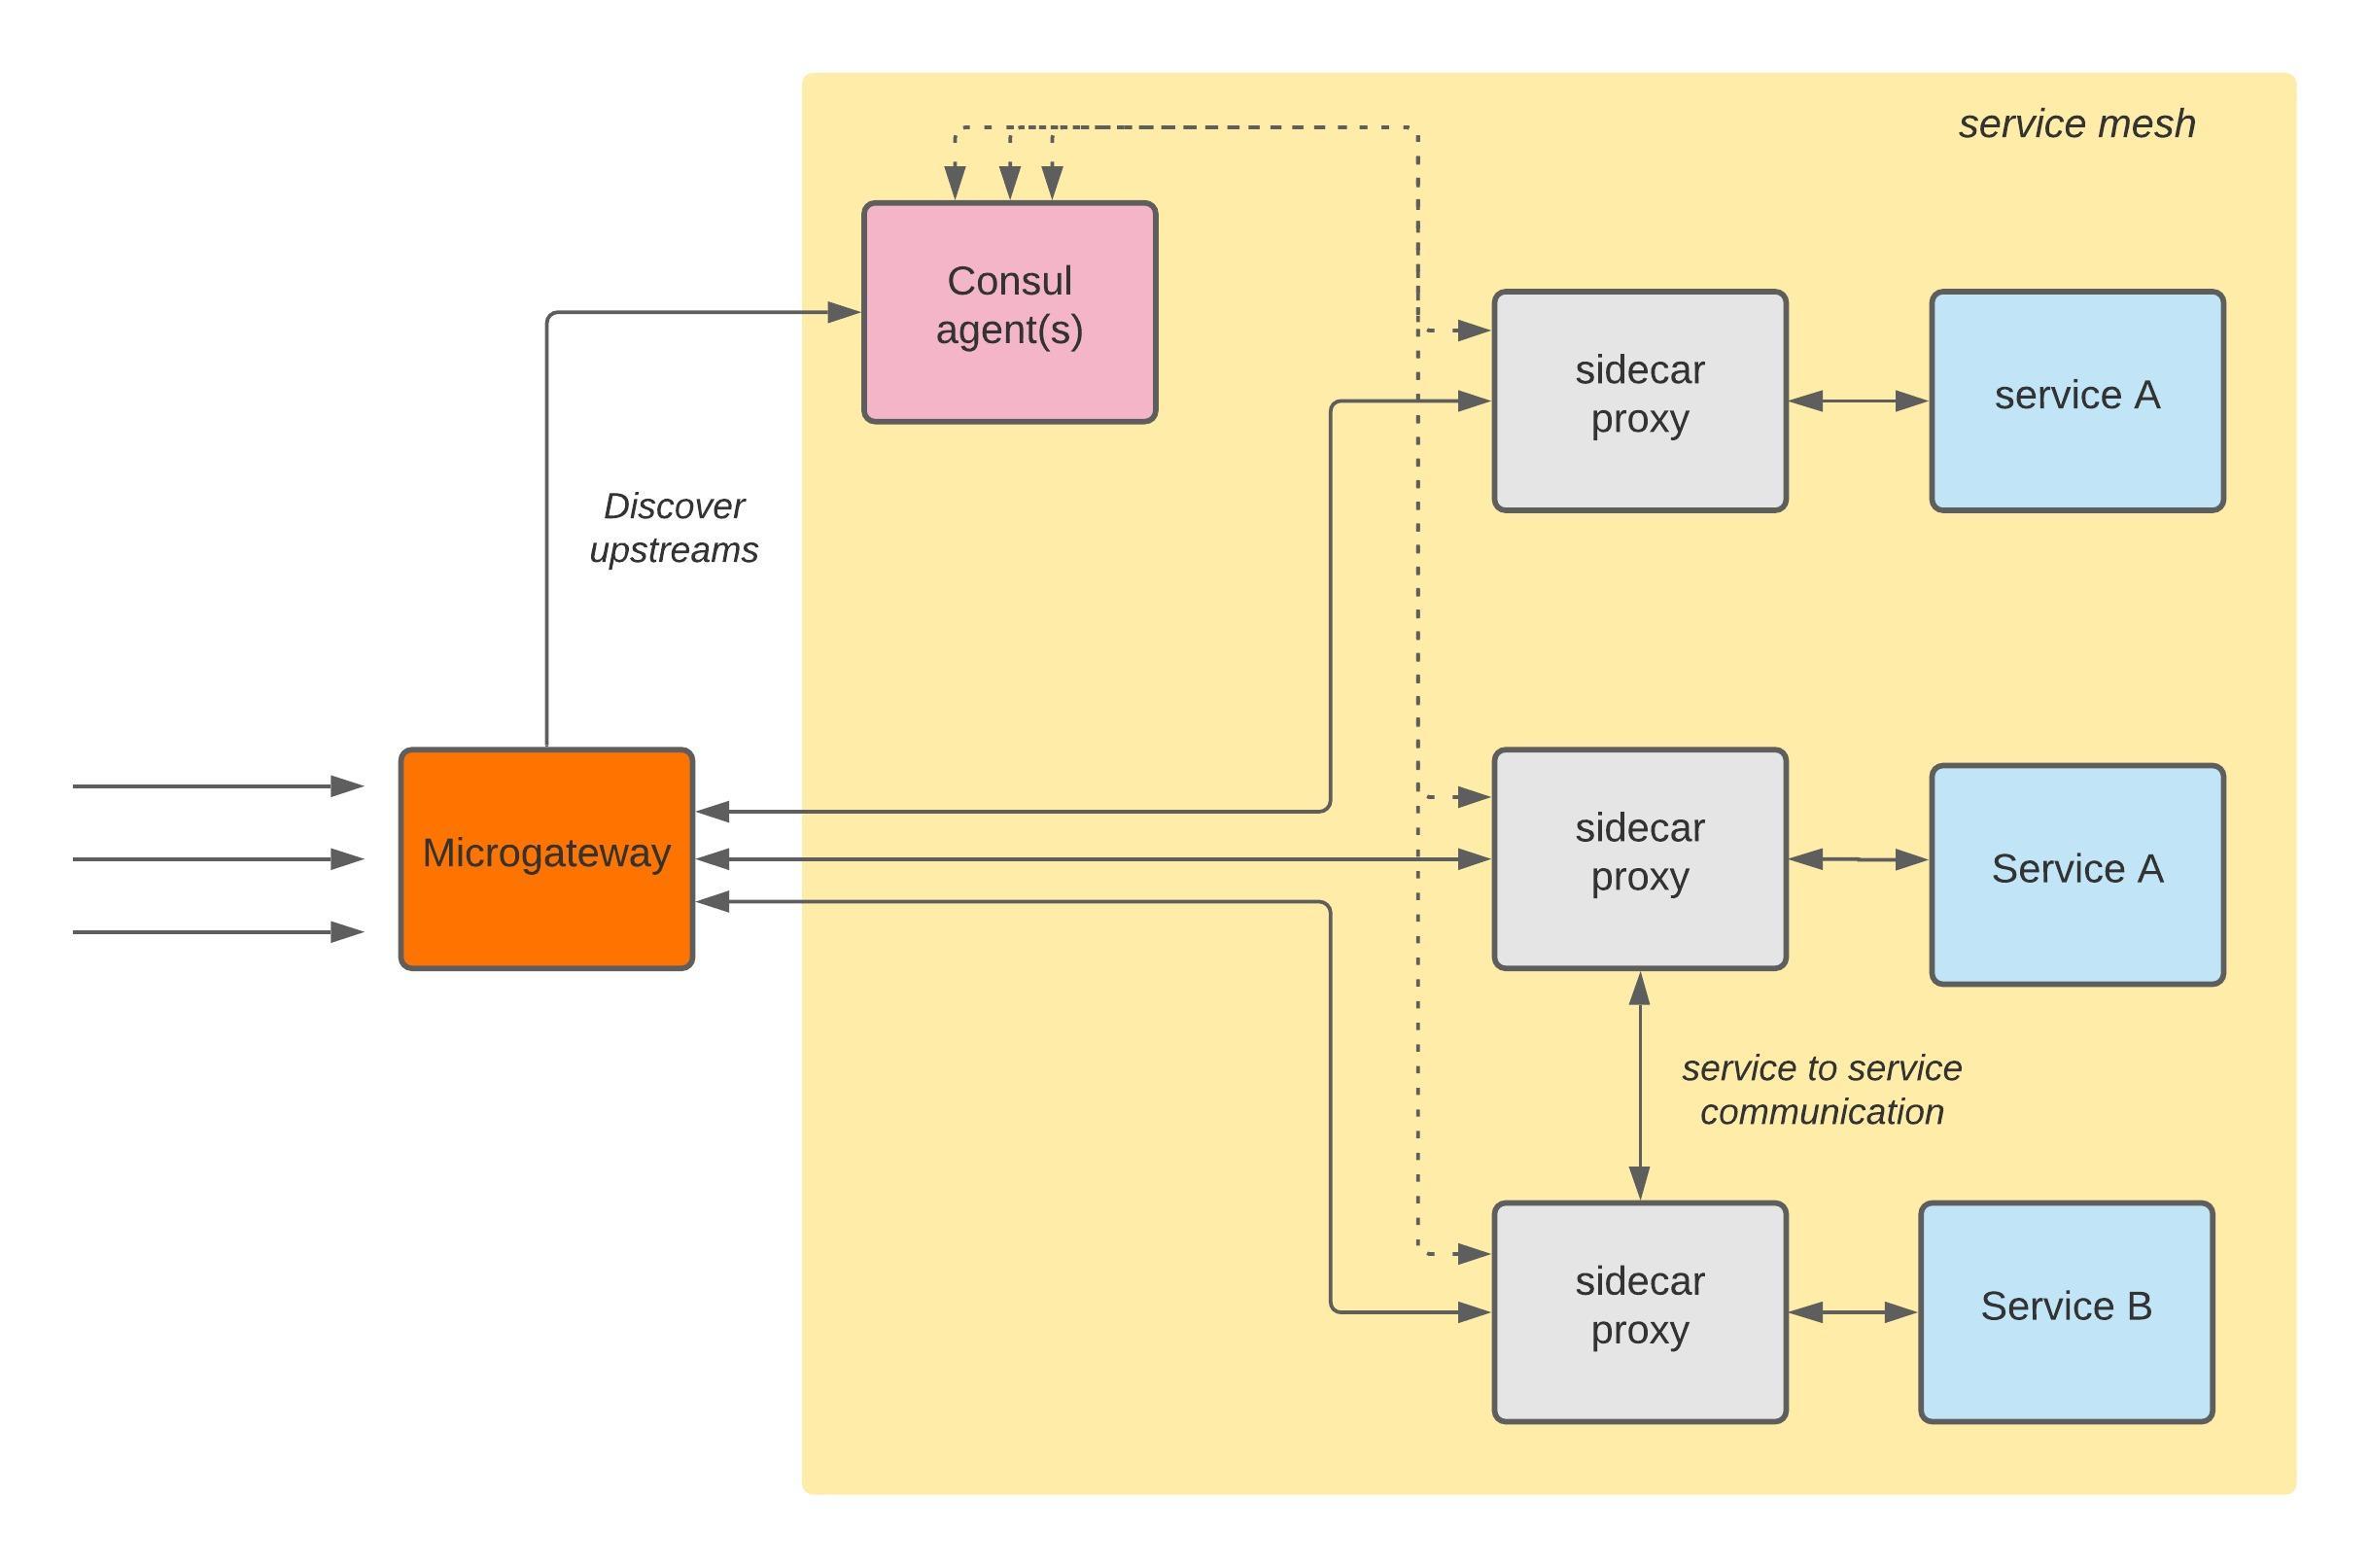 service mesh
Consul
agent(s)
sidecar
proxy
service A
Discover
upstreams
Microgateway
sidecar
proxy
Service A
service to service
communication
sidecar
proxy
Service B